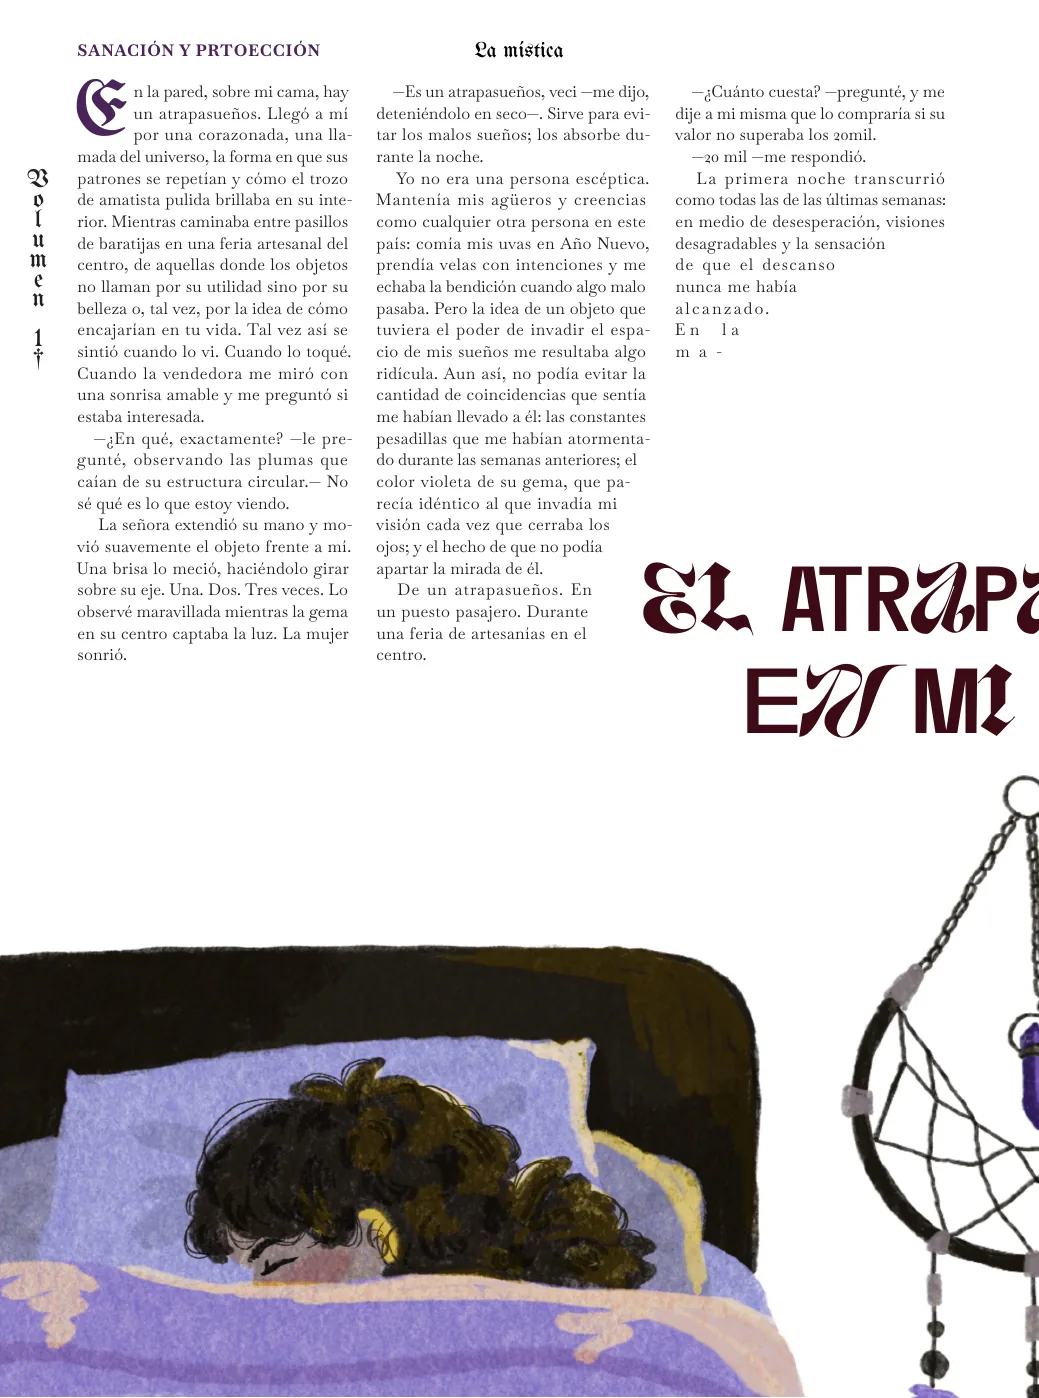 SANACIÓN Y PRTOECCIÓN
La mística
Volumen 1†
En la pared, sobre mi cama, hay
un atrapasueños. Llegó a mí
por una corazonada, una lla-
mada del universo, la forma en que sus
patrones se repetían y cómo el trozo
de amatista pulida brillaba en su inte-
rior. Mientras caminaba entre pasillos
de baratijas en una feria artesanal del
centro, de aquellas donde los objetos
no llaman por su utilidad sino por su
belleza o, tal vez, por la idea de cómo
encajarían en tu vida. Tal vez así se
sintió cuando lo vi. Cuando lo toqué.
Cuando la vendedora me miró con
una sonrisa amable y me preguntó si
estaba interesada.
—¿En qué, exactamente? —le pre-
gunté, observando las plumas que
caían de su estructura circular.— No
sé qué es lo que estoy viendo.
La señora extendió su mano y mo-
vió suavemente el objeto frente a mí.
Una brisa lo meció, haciéndolo girar
sobre su eje. Una. Dos. Tres veces. Lo
observé maravillada mientras la gema
en su centro captaba la luz. La mujer
sonrió.
—Es un atrapasueños, veci —me dijo,
deteniéndolo en seco—. Sirve para evi-
tar los malos sueños; los absorbe du-
rante la noche.
Yo no era una persona escéptica.
Mantenía mis agüeros y creencias
como cualquier otra persona en este
país: comía mis uvas en Año Nuevo,
prendía velas con intenciones y me
echaba la bendición cuando algo malo
pasaba. Pero la idea de un objeto que
tuviera el poder de invadir el espa-
cio de mis sueños me resultaba algo
ridícula. Aun así, no podía evitar la
cantidad de coincidencias que sentía
me habían llevado a él: las constantes
pesadillas que me habían atormenta-
do durante las semanas anteriores; el
color violeta de su gema, que pa-
recía idéntico al que invadía mi
visión cada vez que cerraba los
ojos; y el hecho de que no podía
apartar la mirada de él.
De un atrapasueños. En
un puesto pasajero. Durante
una feria de artesanías en el
centro.
—¿Cuánto cuesta? —pregunté, y me
dije a mi misma que lo compraría si su
valor no superaba los 20mil.
—20 mil —me respondió.
La primera noche transcurrió
como todas las de las últimas semanas:
en medio de desesperación, visiones
desagradables y la sensación
de que el descanso
nunca me había
alcanzado.
En la
ma-
EL ATRAPA
EN MI